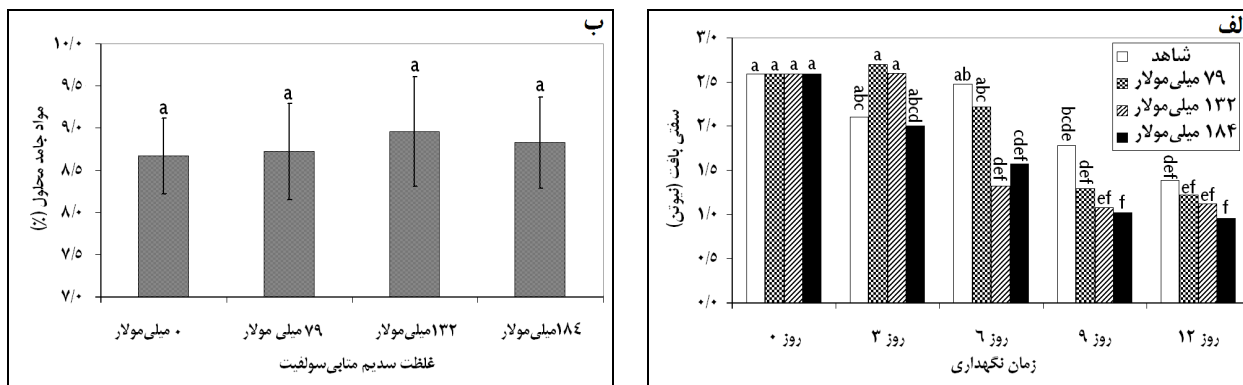 الف
سفتی بافت (نیوتن)
۳/۰
۲/۵
۲/۰
۱/۵
۱/۰
۰/۵
۰/۰
شاهد
۷۹ میلی‌مولار
۱۳۲ میلی‌مولار
۱۸۴ میلی‌مولار
a a a a
abc a a abcd
ab abc def cdef
bcde def ef f
def ef ef f
۰ روز
۳ روز
۶ روز
۹ روز
۱۲ روز
زمان نگهداری
ب
مواد جامد محلول (٪)
۱۰/۰
۹/۵
۹/۰
۸/۵
۸/۰
۷/۵
۷/۰
a a a a
۰ میلی‌مولار
۷۹ میلی مولار
۱۳۲میلی‌مولار
۱۸٤میلی‌مولار
غلظت سدیم متابی‌سولفیت